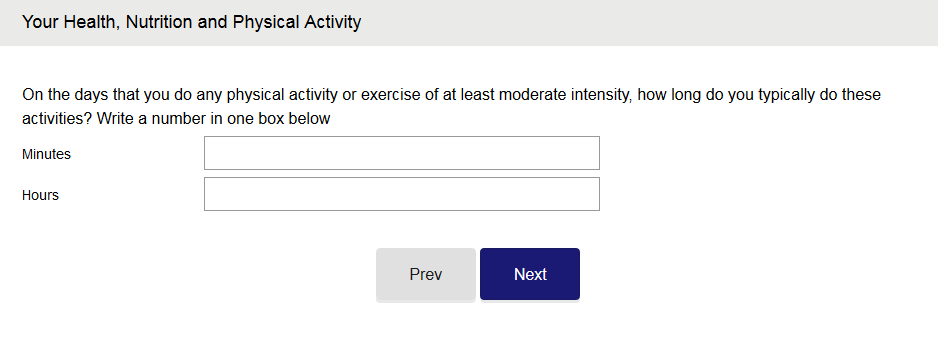 Your Health, Nutrition and Physical Activity
On the days that you do any physical activity or exercise of at least moderate intensity, how long do you typically do these
activities? Write a number in one box below
Minutes
Hours
Prev
Next